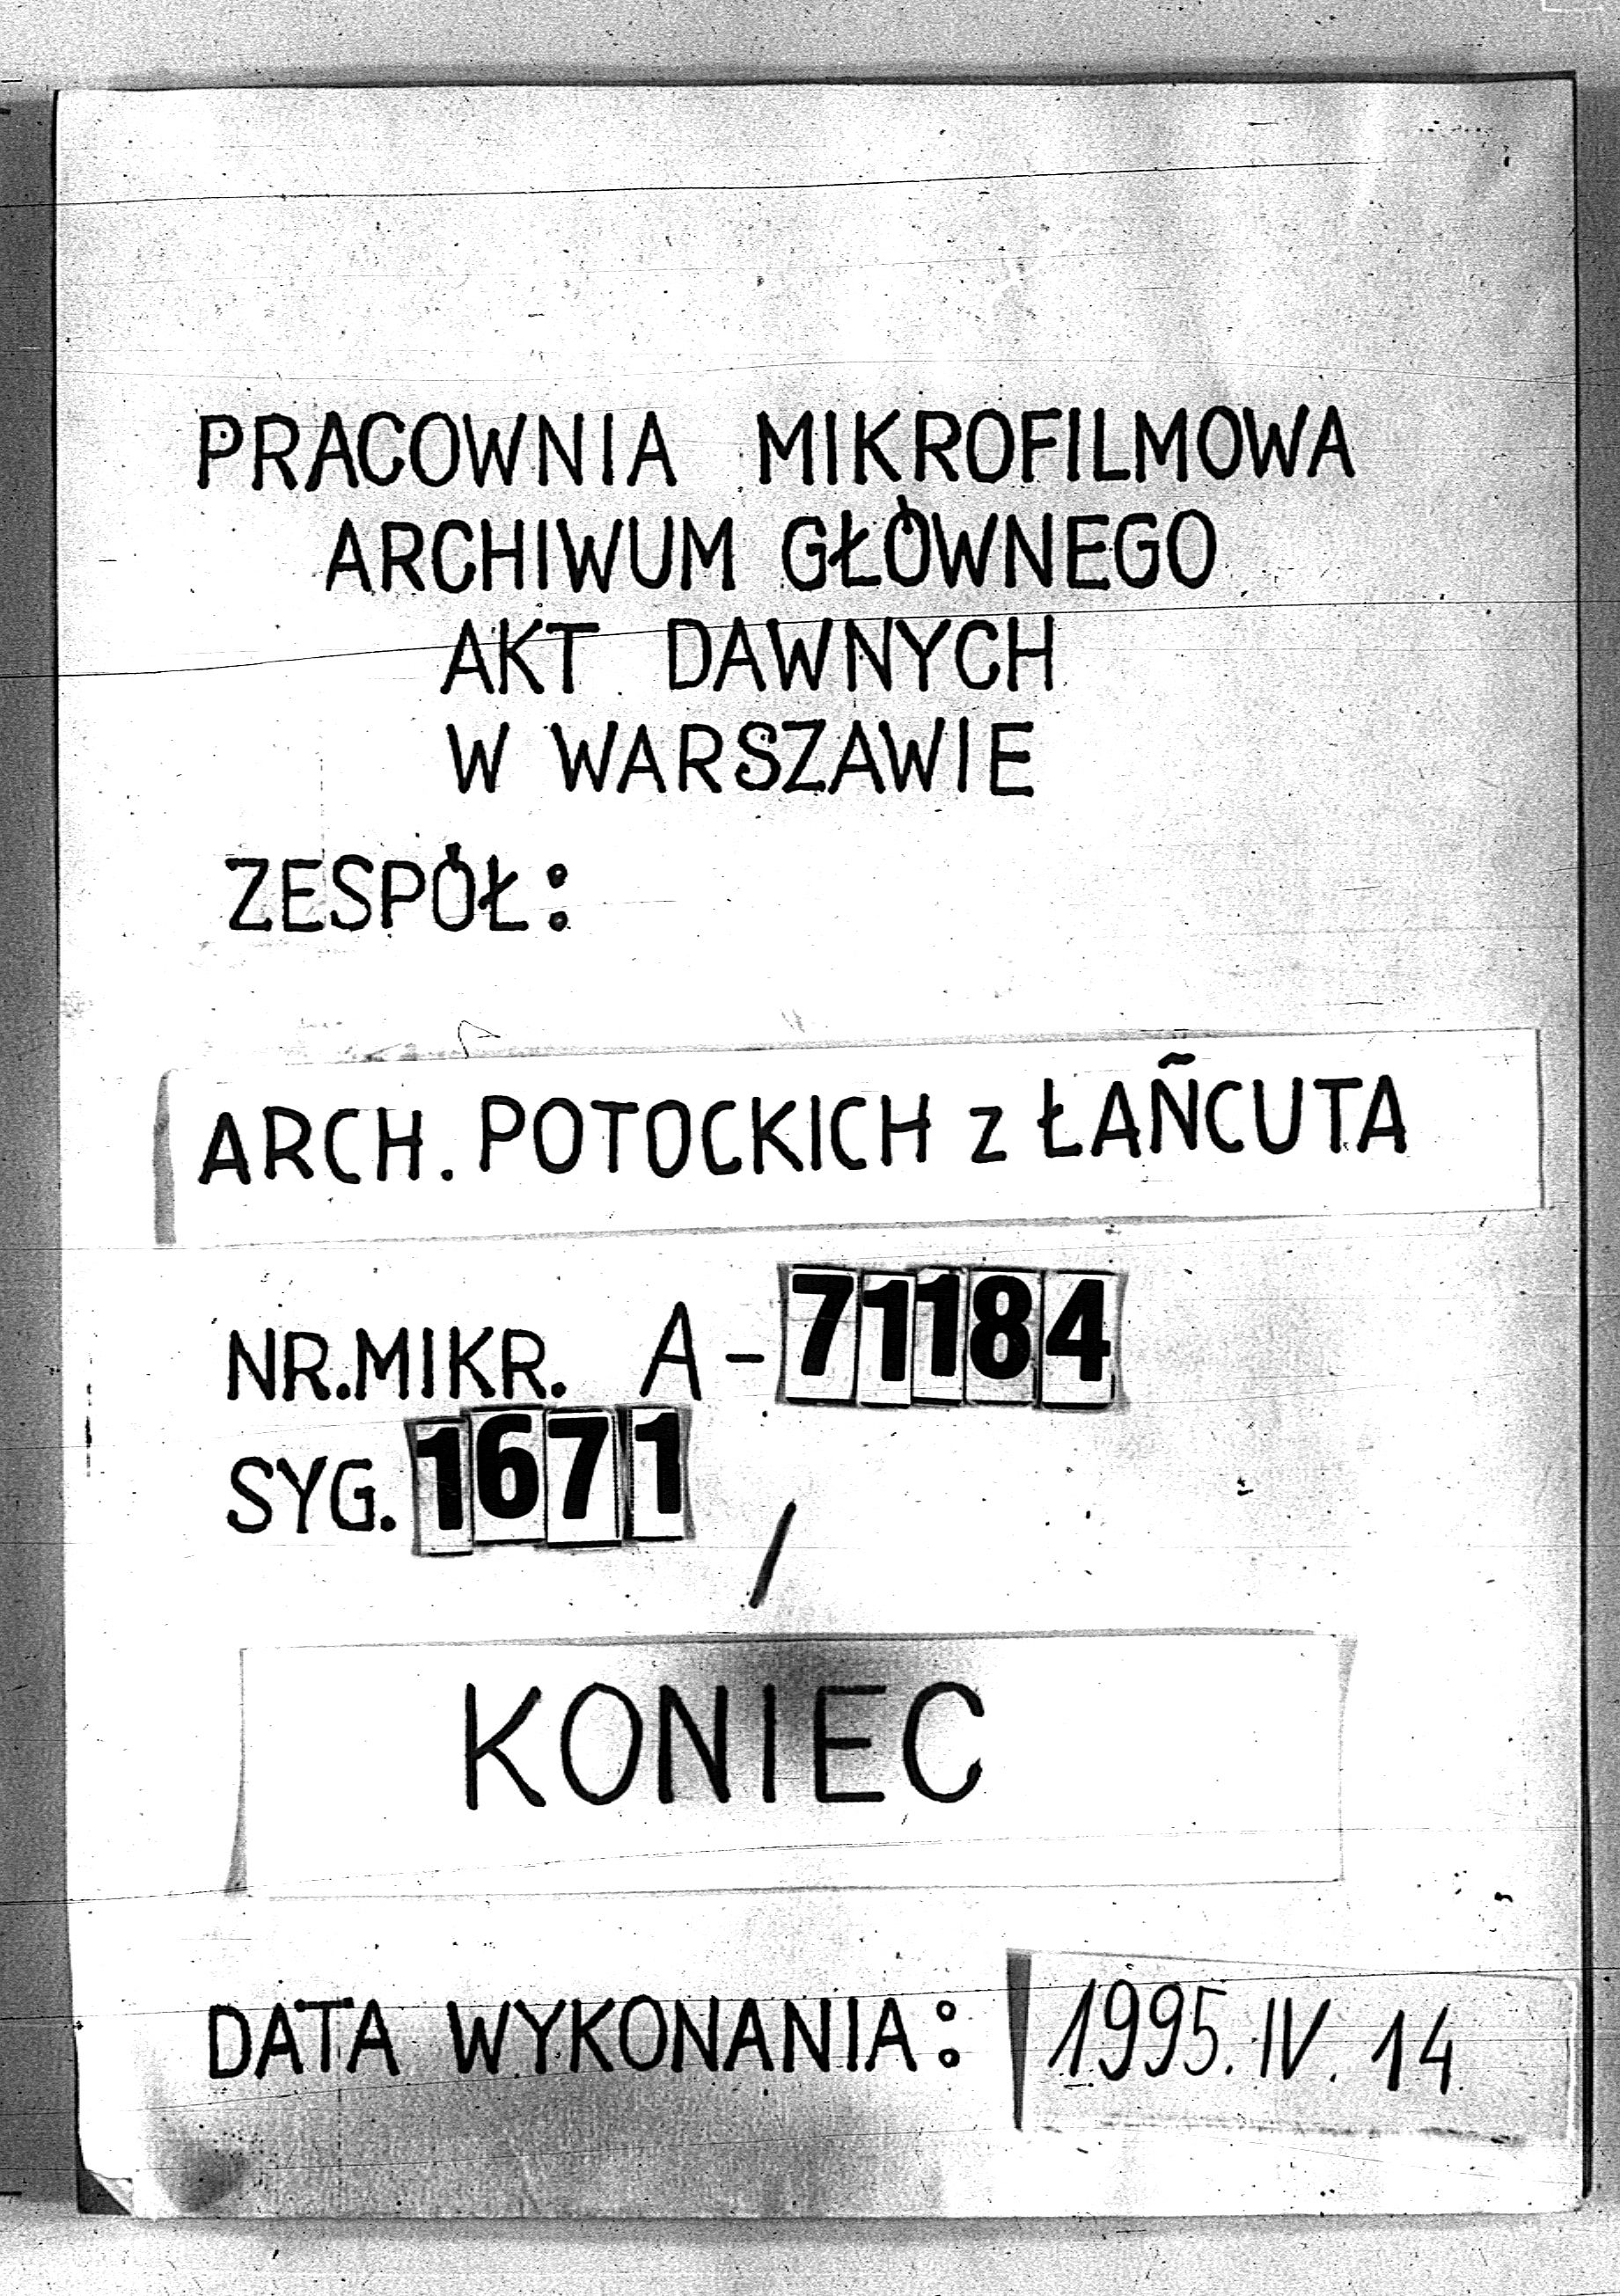 PRACOWNIA MIKROFILMOWA
ARCHIWUM GŁÓWNEGO
AKT DAWNYCH
W WARSZAWIE
ZESPÓŁ:
ARCH. POTOCKICH z ŁAŃCUTA
NR.MIKR. A-71184
SYG. 1671
/
KONIEC
DATA WYKONANIA: 1995.IV.14